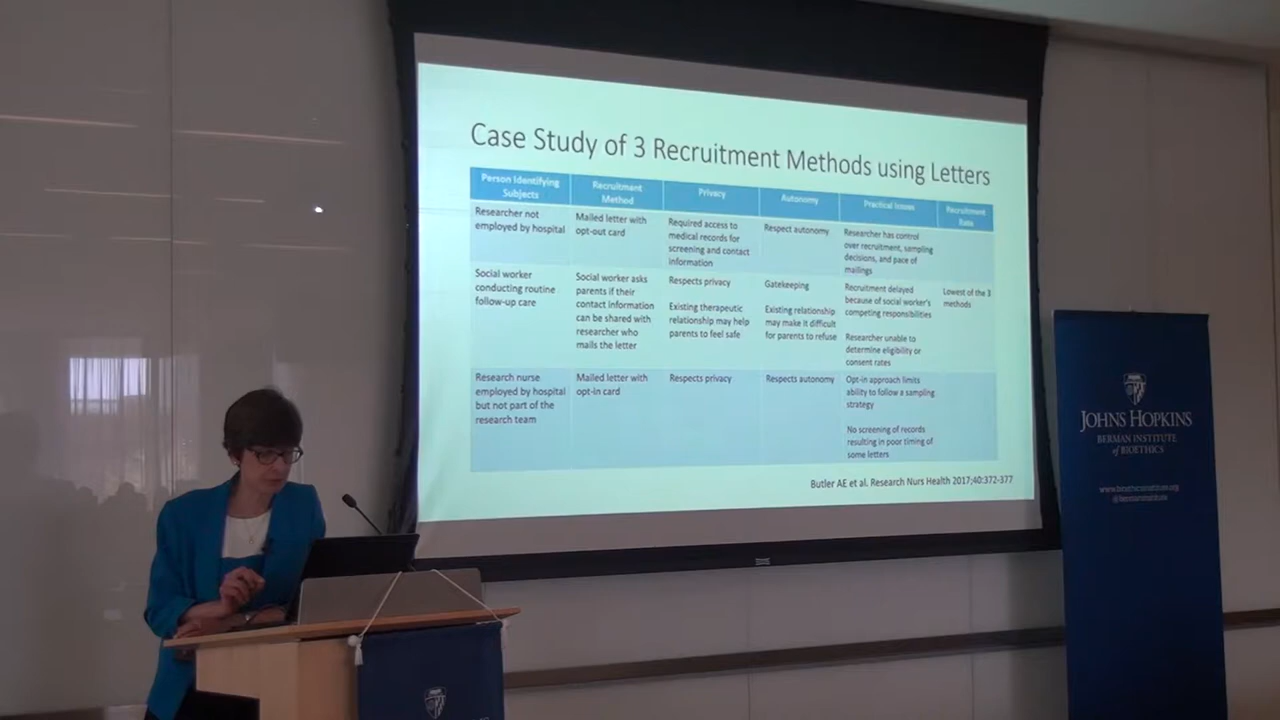 Case Study of 3 Recruitment Methods using Letters
Person Identifying
Subjects
Recruitment
Method
Privacy
Autonomy
Practical Issues
Recruitment
Rate
Researcher not
employed by hospital
Mailed letter with
opt-out card
Required access to
medical records for
screening and contact
information
Respect autonomy
Researcher has control
over recruitment, sampling
decisions, and pace of
mailings
Social worker
conducting routine
follow-up care
Social worker asks
parents if their
contact information
can be shared with
researcher who
mails the letter
Respects privacy
Existing therapeutic
relationship may help
parents to feel safe
Gatekeeping
Existing relationship
may make it difficult
for parents to refuse
Recruitment delayed
because of social worker's
competing responsibilities
Researcher unable to
determine eligibility or
consent rates
Lowest of the 3
methods
Research nurse
employed by hospital
but not part of the
research team
Mailed letter with
opt-in card
Respects privacy
Respects autonomy
Opt-in approach limits
ability to follow a sampling
strategy
No screening of records
resulting in poor timing of
some letters
Butler AE et al. Research Nurs Health 2017;40:372-377
JOHNS HOPKINS
BERMAN INSTITUTE
of BIOETHICS
www.bioethicsinstitute.org
@bermaninstitute